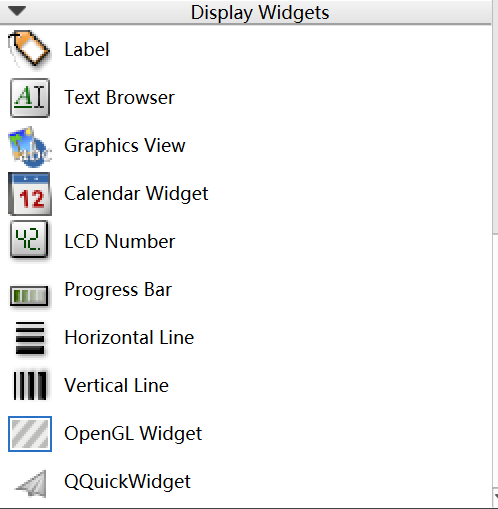 Display Widgets
Label
Text Browser
Graphics View
Calendar Widget
LCD Number
Progress Bar
Horizontal Line
Vertical Line
OpenGL Widget
QQuickWidget